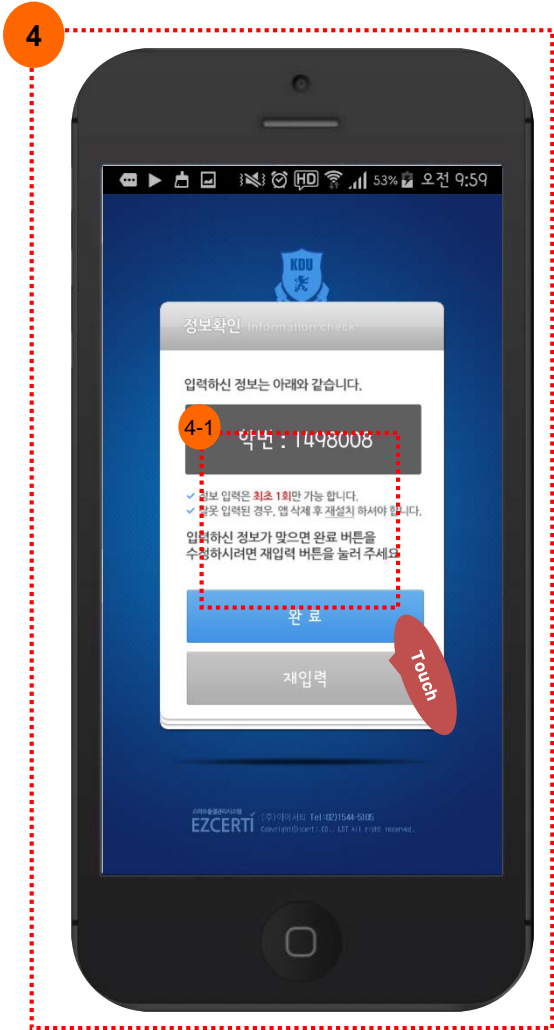 4
53% 오전 9:59
KDU
정보확인 Information check
입력하신 정보는 아래와 같습니다.
4-1
학번 : 1498008
정보 입력은 최초 1회만 가능 합니다.
잘못 입력된 경우, 앱 삭제 후 재설치 하셔야 합니다.
입력하신 정보가 맞으면 완료 버튼을
수정하시려면 재입력 버튼을 눌러 주세요
완 료
Touch
재입력
EZCERTI (주)아이서티 Tel:02)1544-5105